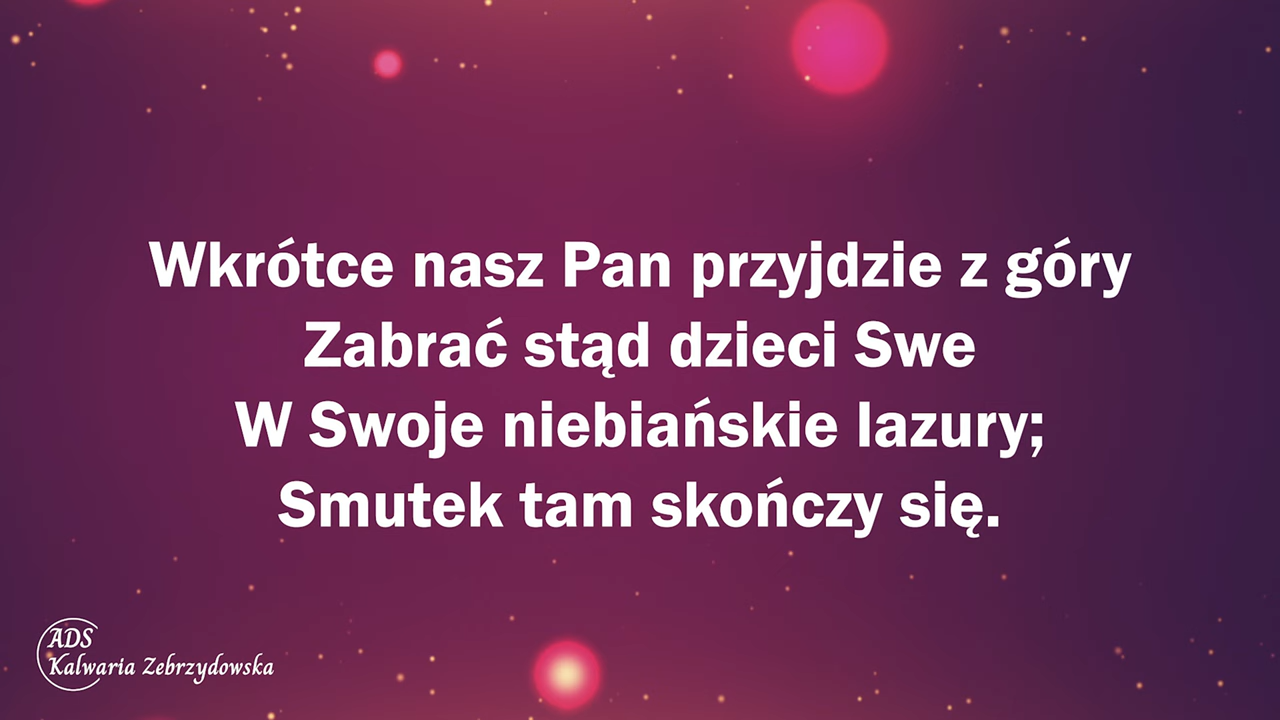 Wkrótce nasz Pan przyjdzie z góry
Zabrać stąd dzieci Swe
W Swoje niebiańskie lazury;
Smutek tam skończy się.
ADS
Kalwaria Zebrzydowska